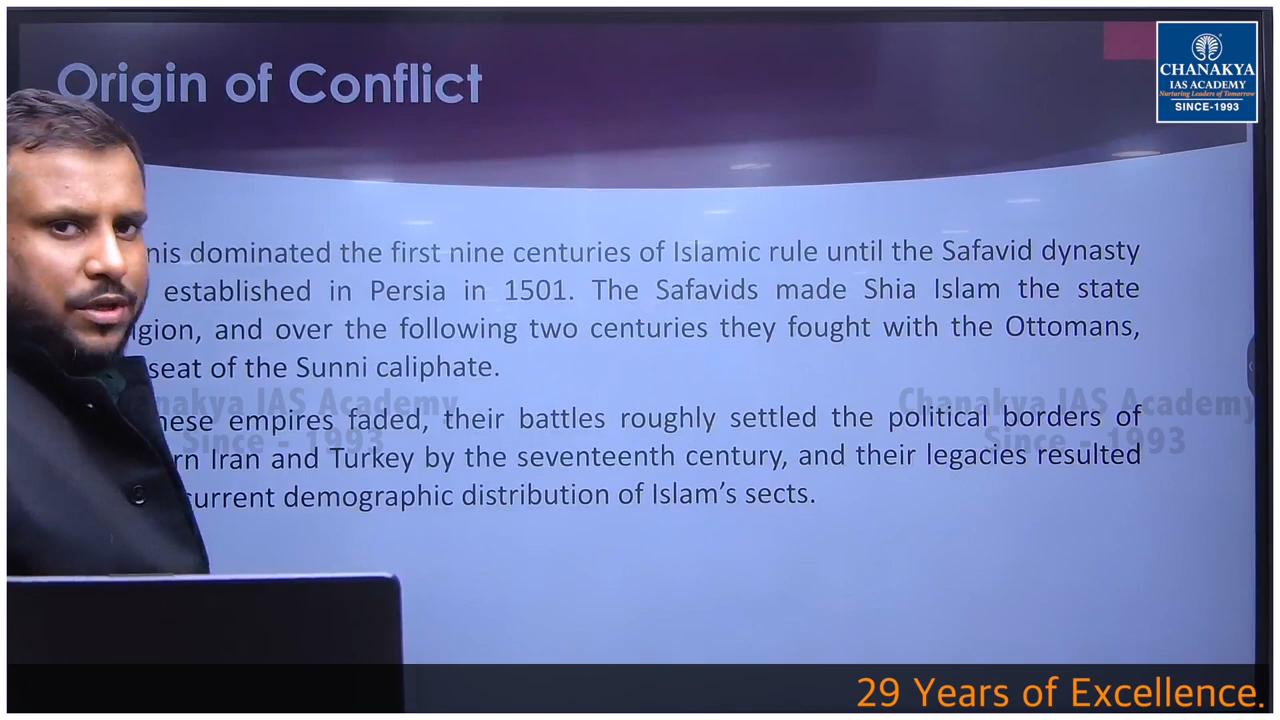 Origin of Conflict
CHANAKYA
IAS ACADEMY
Nurturing Leaders of Tomorrow
SINCE-1993
nis dominated the first nine centuries of Islamic rule until the Safavid dynasty
established in Persia in 1501. The Safavids made Shia Islam the state
igion, and over the following two centuries they fought with the Ottomans,
seat of the Sunni caliphate.
Chanakya IAS Academy
Since - 1993
hese empires faded, their battles roughly settled the political borders of
rn Iran and Turkey by the seventeenth century, and their legacies resulted
current demographic distribution of Islam's sects.
nakya IAS Academy
Since - 1993
29 Years of Excellence.